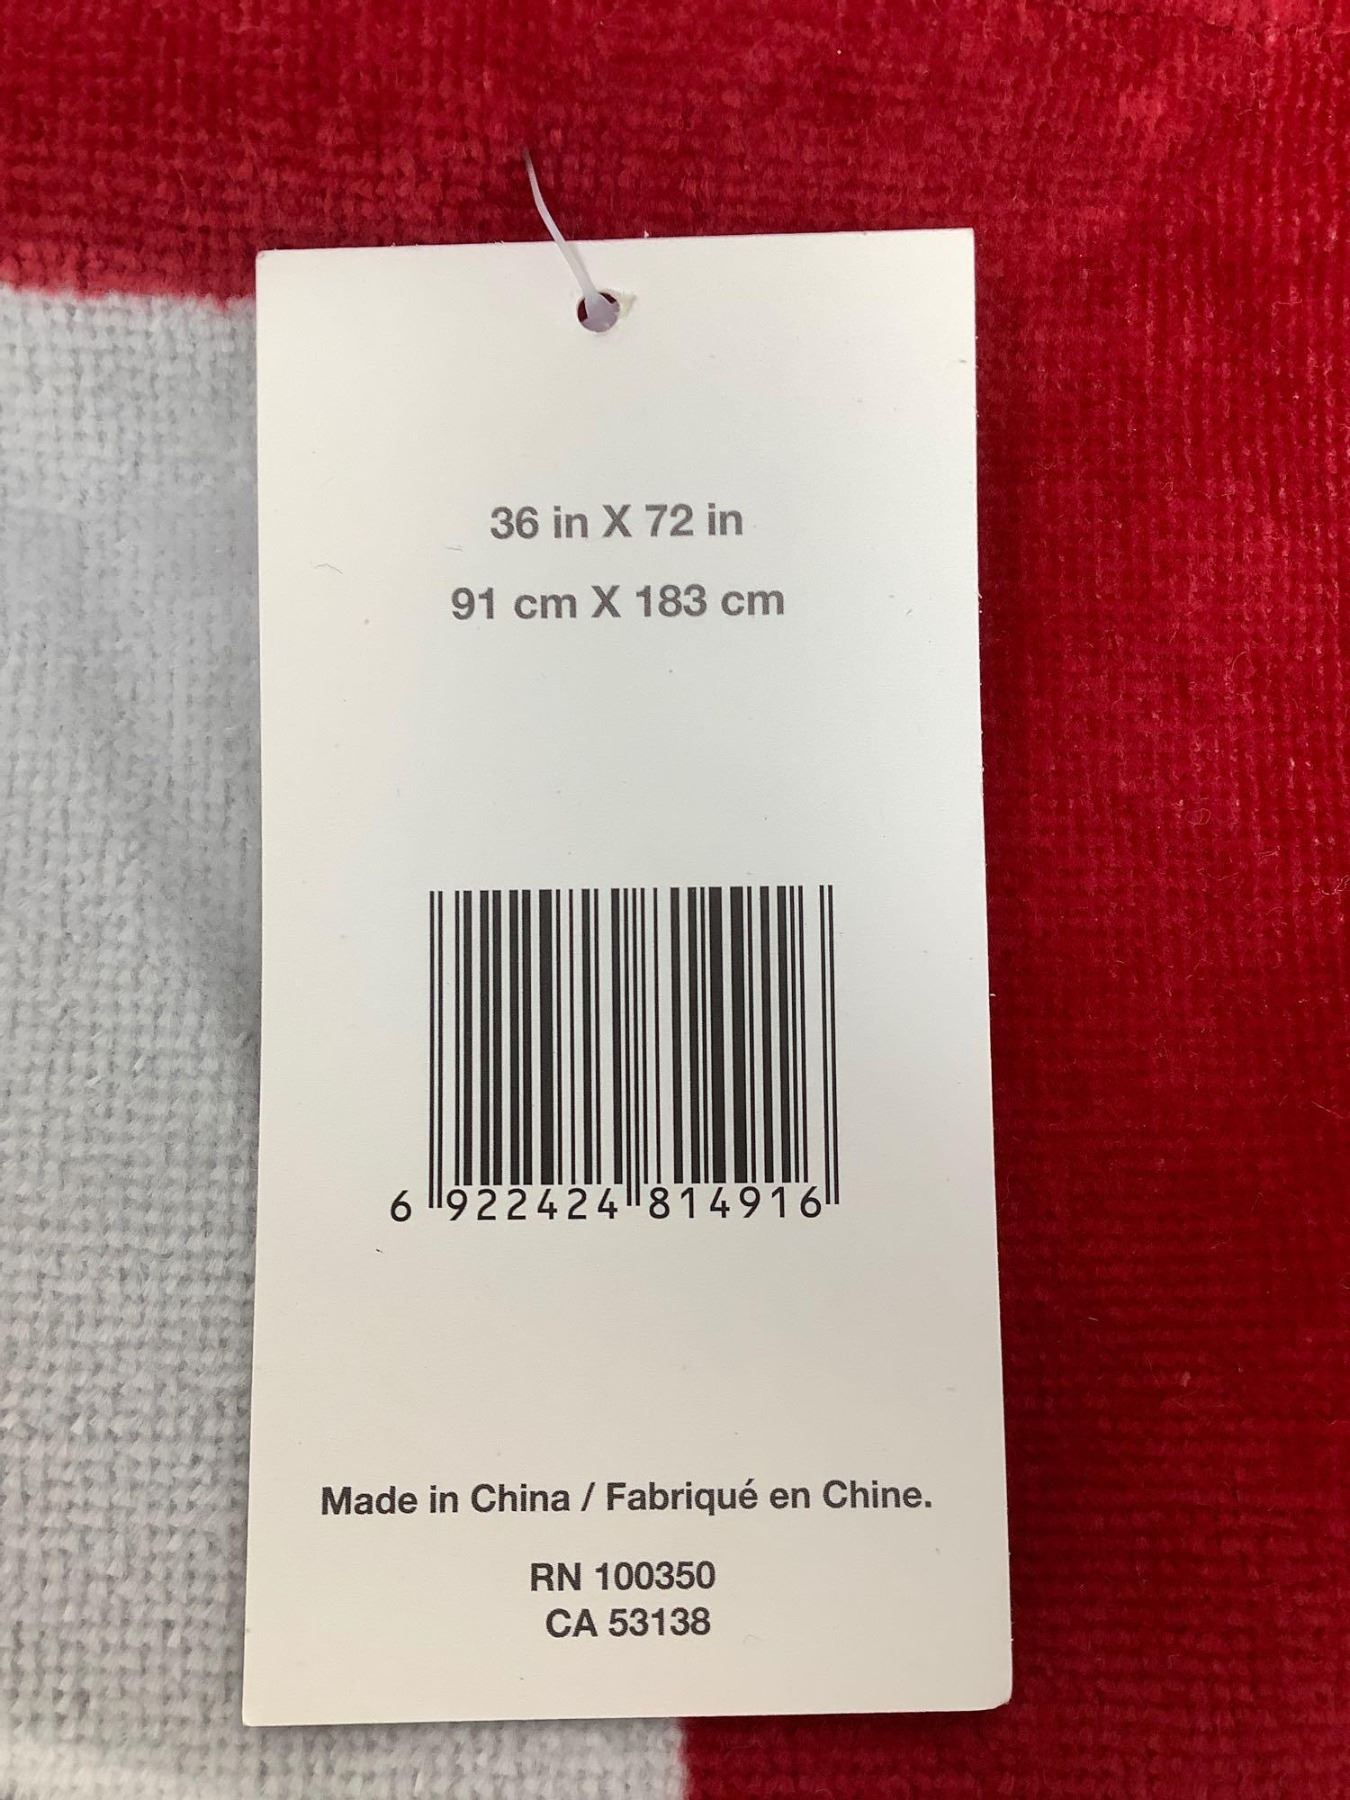 36 in X 72 in
91 cm X 183 cm
6 922424 814916
Made in China / Fabriqué en Chine.
RN 100350
CA 53138